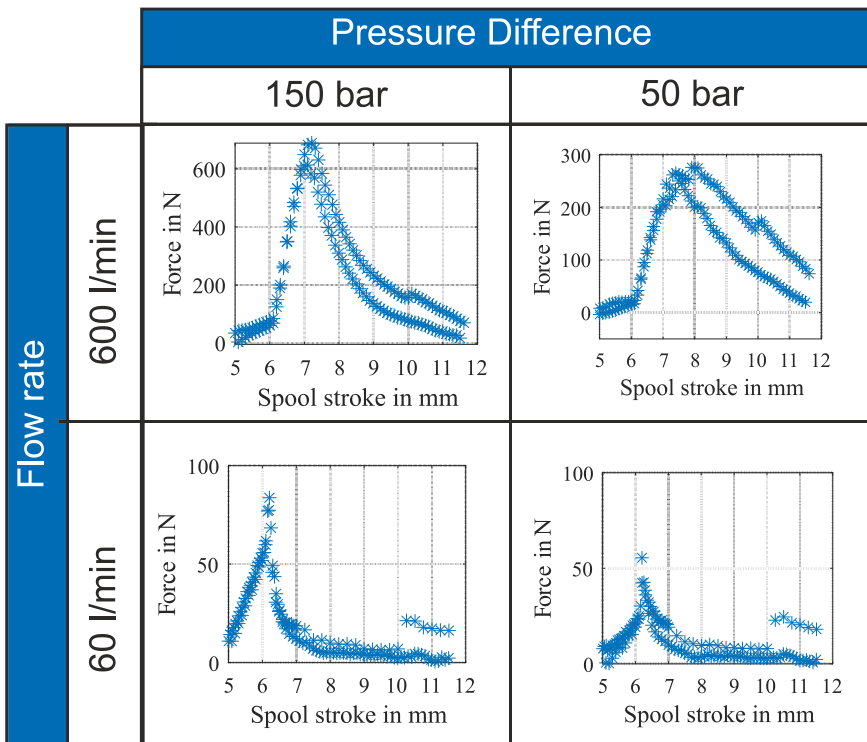 Pressure Difference
150 bar
50 bar
Flow rate
600 l/min
Force in N
600
400
200
0
5 6 7 8 9 10 11 12
Spool stroke in mm
Force in N
300
200
100
0
5 6 7 8 9 10 11 12
Spool stroke in mm
60 l/min
Force in N
100
50
0
5 6 7 8 9 10 11 12
Spool stroke in mm
Force in N
100
50
0
5 6 7 8 9 10 11 12
Spool stroke in mm